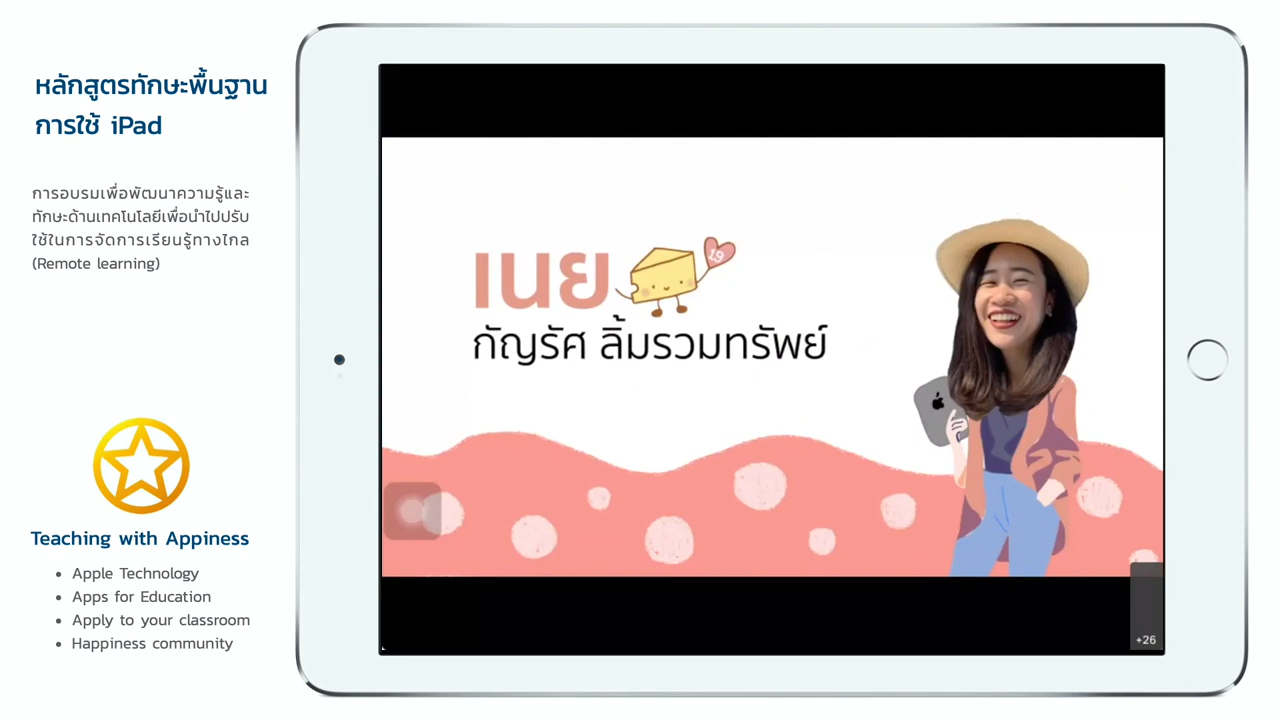 หลักสูตรทักษะพื้นฐาน
การใช้ iPad
การอบรมเพื่อพัฒนาความรู้และ
ทักษะด้านเทคโนโลยีเพื่อนำไปปรับ
ใช้ในการจัดการเรียนรู้ทางไกล
(Remote learning)
Teaching with Appiness
• Apple Technology
• Apps for Education
• Apply to your classroom
• Happiness community
เนย
19
กัญรัศ ลิ้มรวมทรัพย์
+26